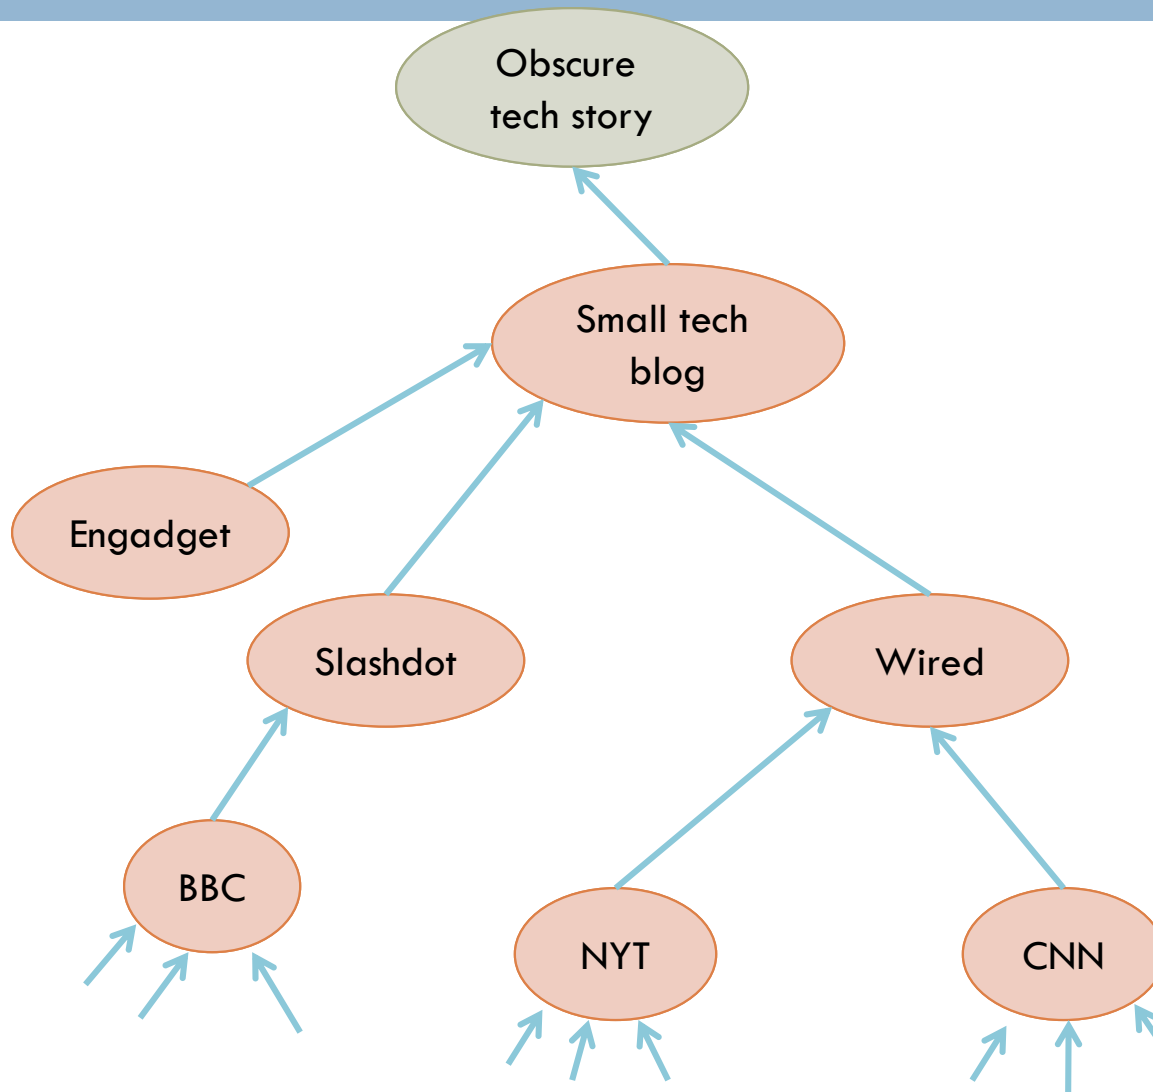 Obscure
tech story
Small tech
blog
Engadget
Slashdot
Wired
BBC
NYT
CNN